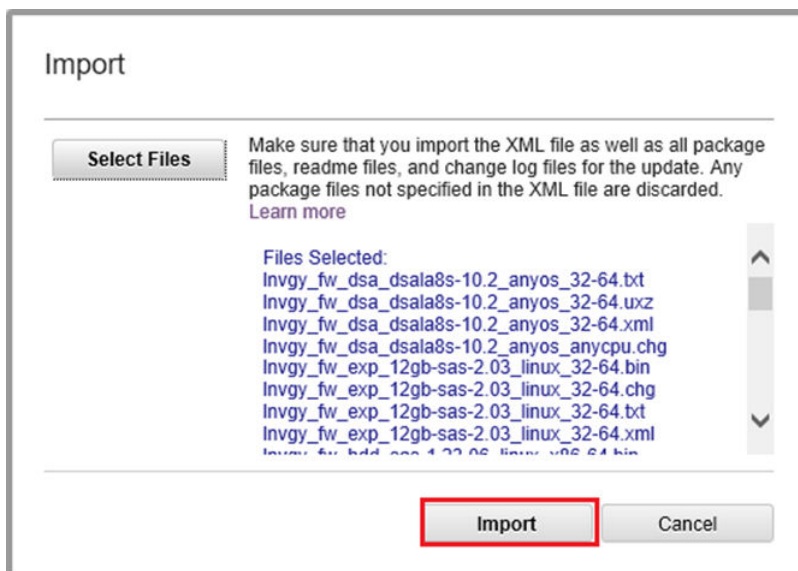 Import
Select Files
Make sure that you import the XML file as well as all package
files, readme files, and change log files for the update. Any
package files not specified in the XML file are discarded.
Learn more
Files Selected:
lnvgy_fw_dsa_dsala8s-10.2_anyos_32-64.txt
lnvgy_fw_dsa_dsala8s-10.2_anyos_32-64.uxz
lnvgy_fw_dsa_dsala8s-10.2_anyos_32-64.xml
lnvgy_fw_dsa_dsala8s-10.2_anyos_anycpu.chg
lnvgy_fw_exp_12gb-sas-2.03_linux_32-64.bin
lnvgy_fw_exp_12gb-sas-2.03_linux_32-64.chg
lnvgy_fw_exp_12gb-sas-2.03_linux_32-64.txt
lnvgy_fw_exp_12gb-sas-2.03_linux_32-64.xml
Import
Cancel